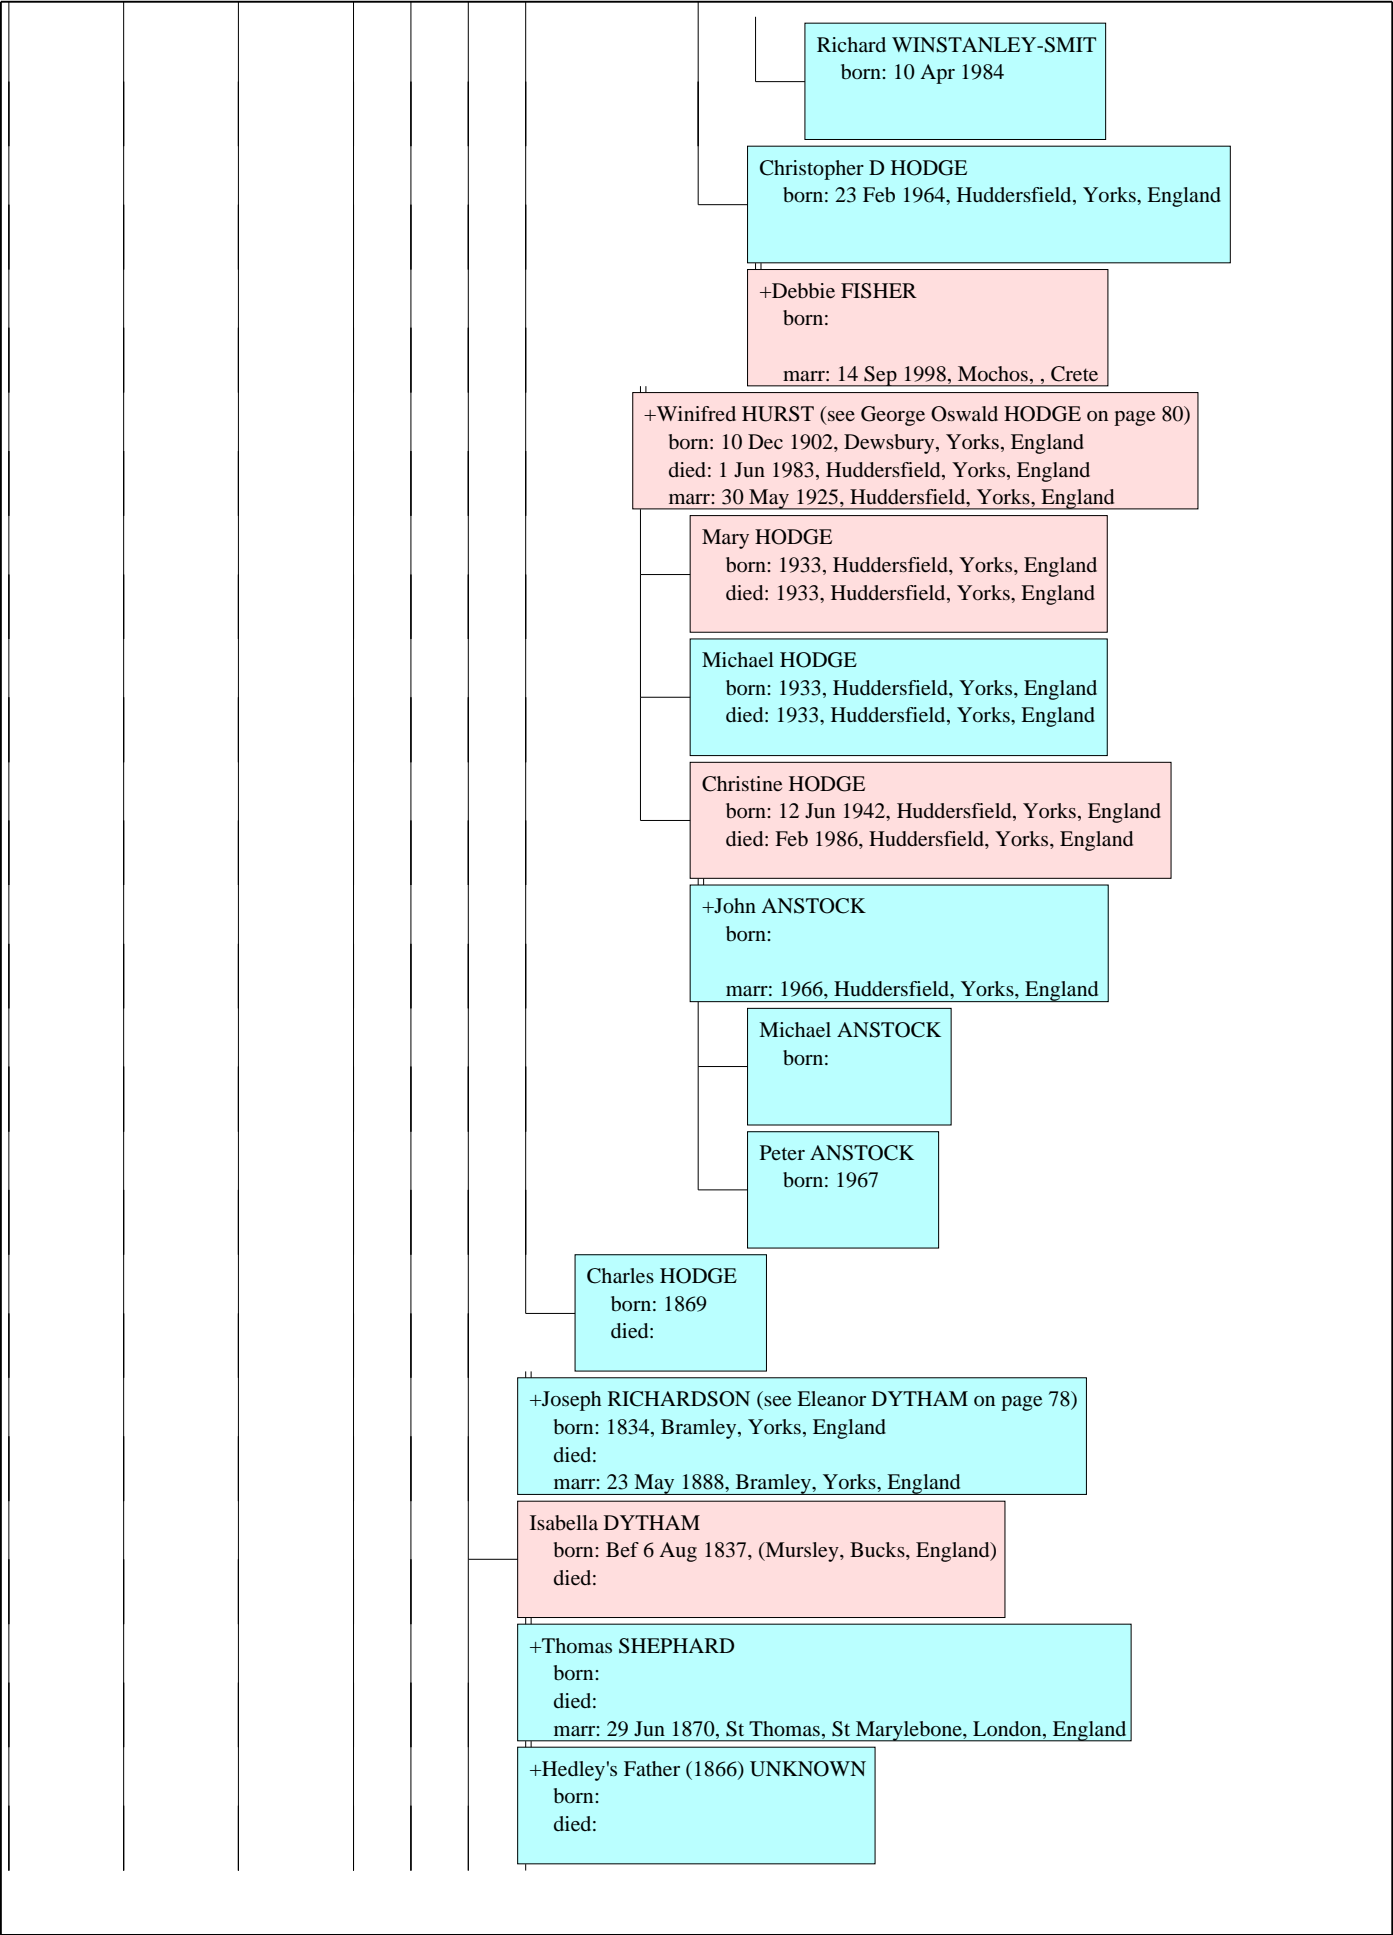 Richard WINSTANLEY-SMIT
born: 10 Apr 1984
Christopher D HODGE
born: 23 Feb 1964, Huddersfield, Yorks, England
+Debbie FISHER
born:
marr: 14 Sep 1998, Mochos, , Crete
+Winifred HURST (see George Oswald HODGE on page 80)
born: 10 Dec 1902, Dewsbury, Yorks, England
died: 1 Jun 1983, Huddersfield, Yorks, England
marr: 30 May 1925, Huddersfield, Yorks, England
Mary HODGE
born: 1933, Huddersfield, Yorks, England
died: 1933, Huddersfield, Yorks, England
Michael HODGE
born: 1933, Huddersfield, Yorks, England
died: 1933, Huddersfield, Yorks, England
Christine HODGE
born: 12 Jun 1942, Huddersfield, Yorks, England
died: Feb 1986, Huddersfield, Yorks, England
+John ANSTOCK
born:
marr: 1966, Huddersfield, Yorks, England
Michael ANSTOCK
born:
Peter ANSTOCK
born: 1967
Charles HODGE
born: 1869
died:
+Joseph RICHARDSON (see Eleanor DYTHAM on page 78)
born: 1834, Bramley, Yorks, England
died:
marr: 23 May 1888, Bramley, Yorks, England
Isabella DYTHAM
born: Bef 6 Aug 1837, (Mursley, Bucks, England)
died:
+Thomas SHEPHARD
born:
died:
marr: 29 Jun 1870, St Thomas, St Marylebone, London, England
+Hedley's Father (1866) UNKNOWN
born:
died: